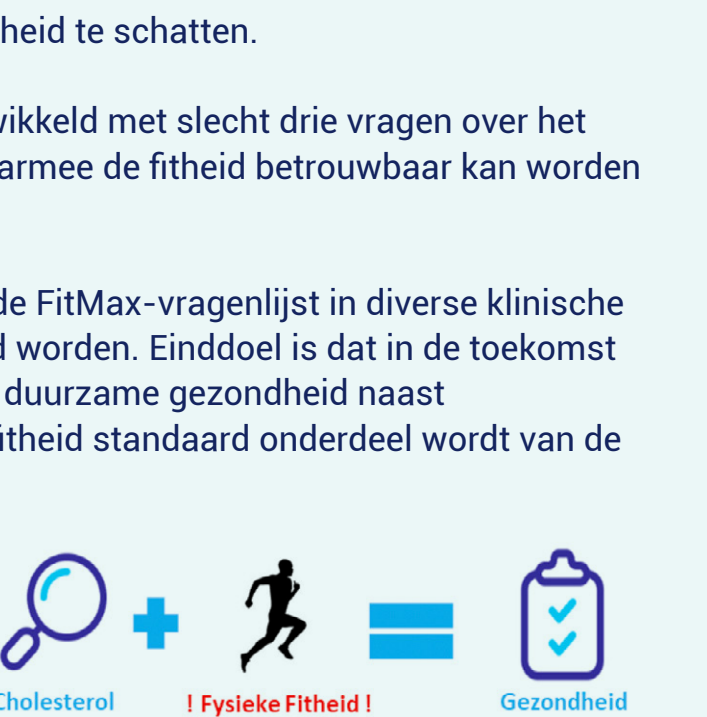 heid te schatten.
wikkeld met slecht drie vragen over het
armee de fitheid betrouwbaar kan worden
de FitMax-vragenlijst in diverse klinische
d worden. Einddoel is dat in de toekomst
duurzame gezondheid naast
itheid standaard onderdeel wordt van de
Cholesterol ! Fysieke Fitheid ! Gezondheid